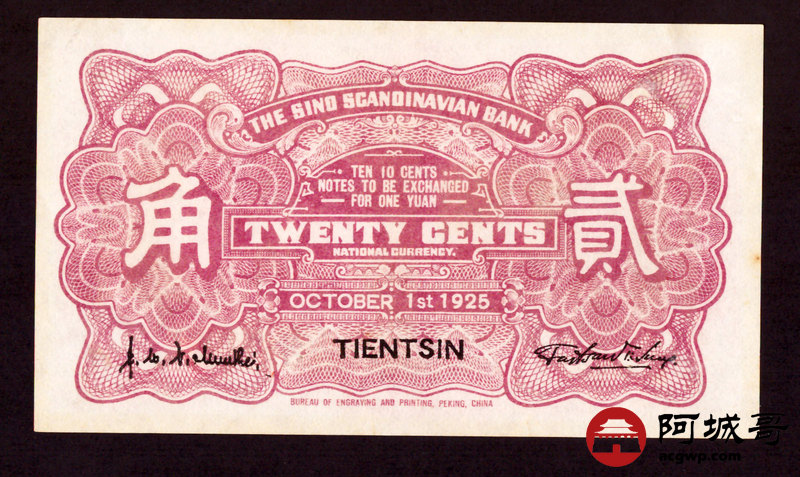 THE SINO SCANDINAVIAN BANK
TEN 10 CENTS
NOTES TO BE EXCHANGED
FOR ONE YUAN
角 貳
TWENTY CENTS
NATIONAL CURRENCY.
OCTOBER 1st 1925
TIENTSIN
BUREAU OF ENGRAVING AND PRINTING, PEKING, CHINA
阿城哥
acgwp.com